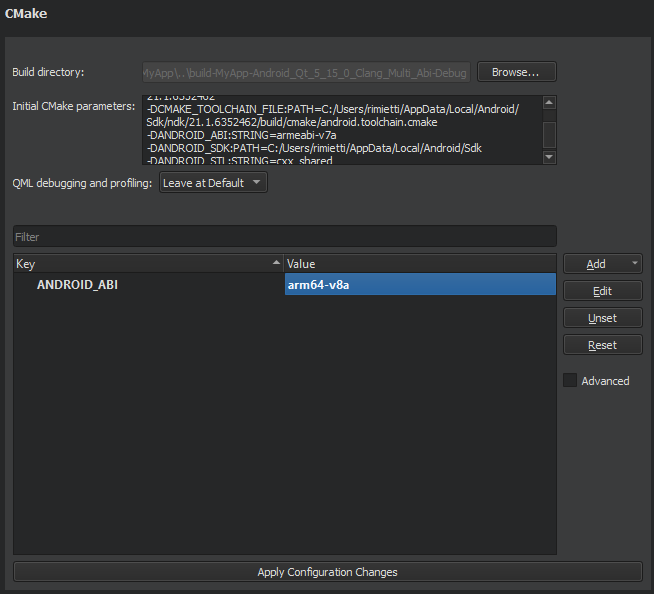 CMake
Build directory:
MyApp\..\build-MyApp-Android_Qt_5_15_0_Clang_Multi_Abi-Debug
Browse...
Initial CMake parameters:
21.1.6352462
-DCMAKE_TOOLCHAIN_FILE:PATH=C:/Users/rimietti/AppData/Local/Android/
Sdk/ndk/21.1.6352462/build/cmake/android.toolchain.cmake
-DANDROID_ABI:STRING=armeabi-v7a
-DANDROID_SDK:PATH=C:/Users/rimietti/AppData/Local/Android/Sdk
-DANDROID_STL:STRING=cxx_shared
QML debugging and profiling:
Leave at Default
Filter
Key
Value
Add
ANDROID_ABI
arm64-v8a
Edit
Unset
Reset
Advanced
Apply Configuration Changes